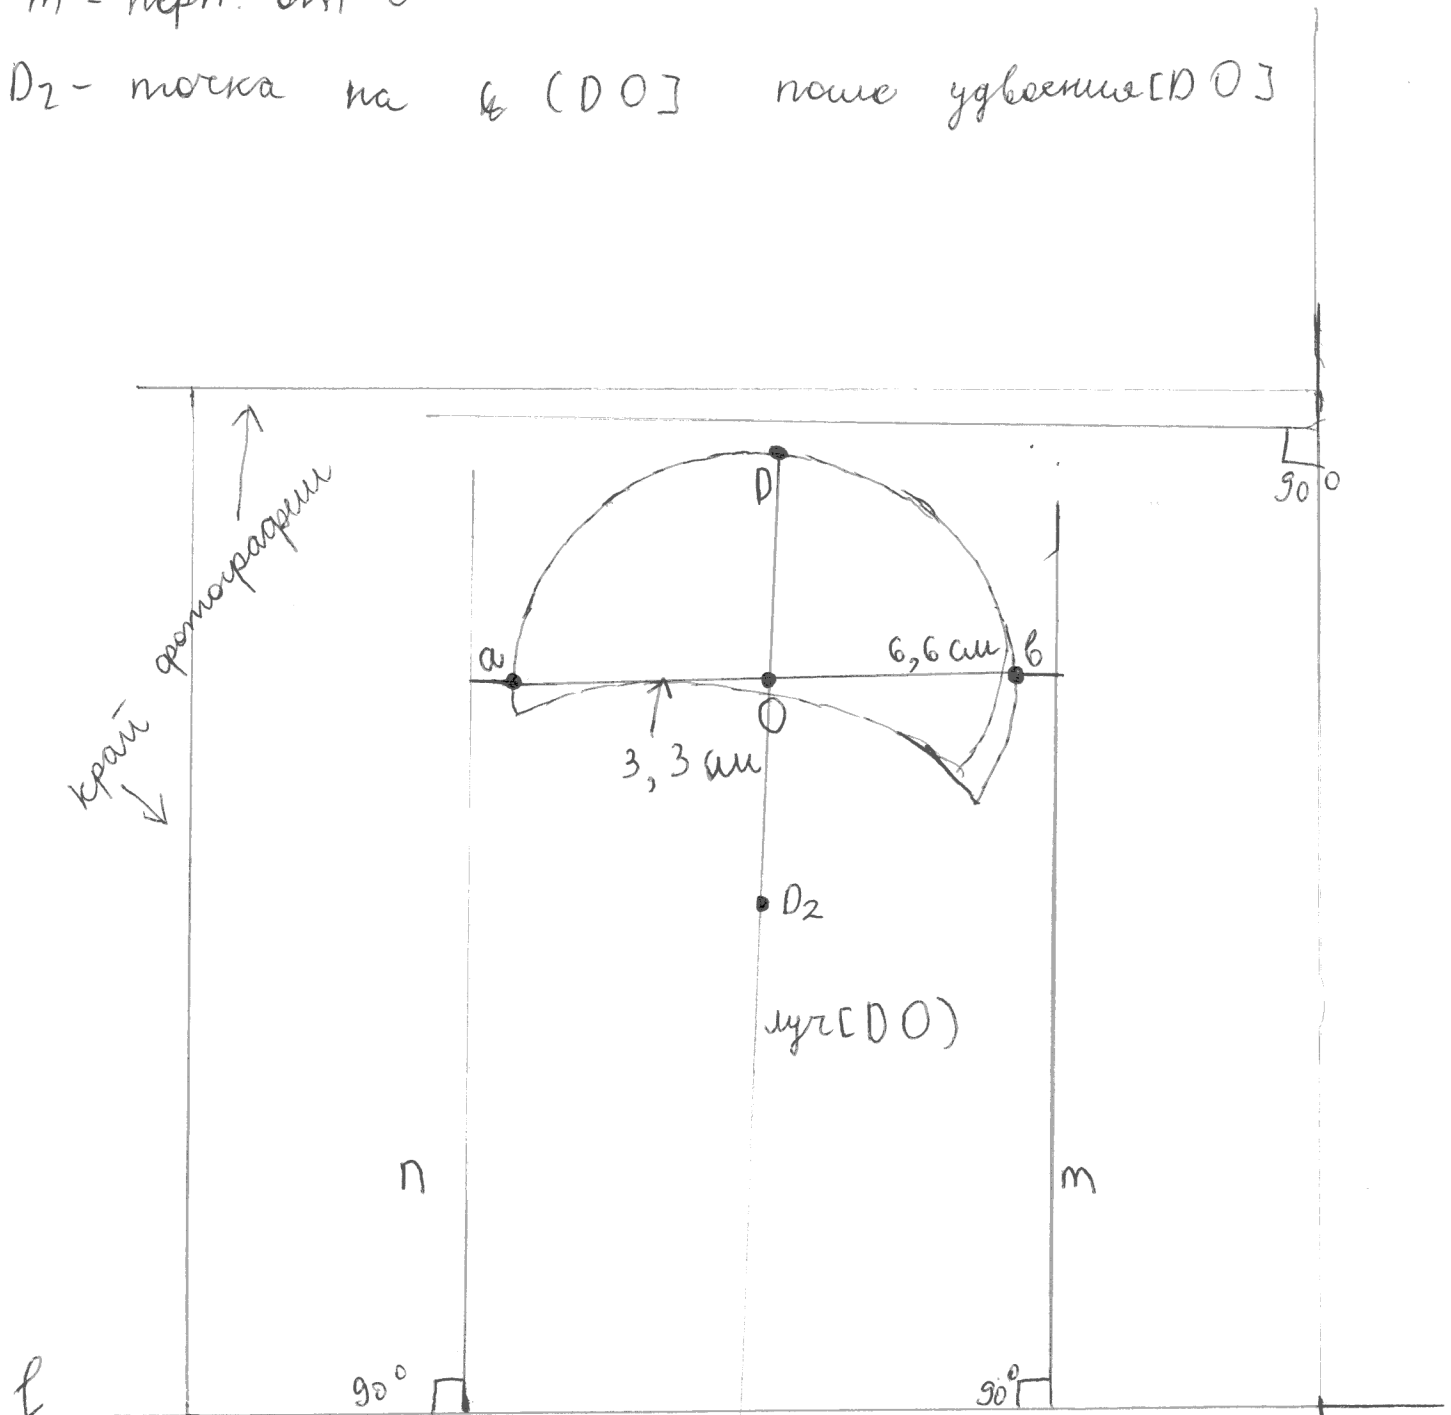 m - перп.
D2 - точка на (DO] после удвоения [DO]
90°
D
край фотографии
a
6,6 см
b
O
3,3 см
D2
луч [DO)
n
m
90°
90°
l